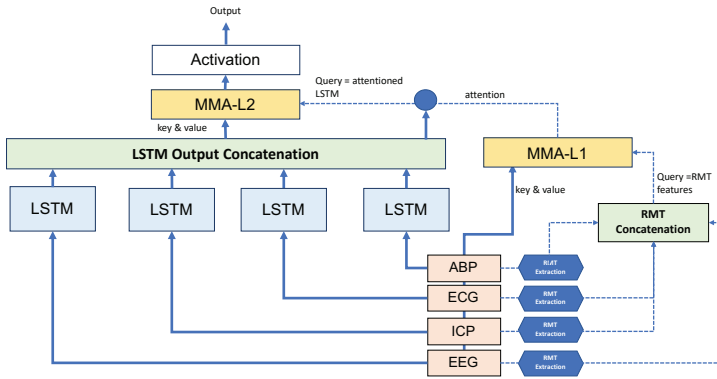 Output
Activation
Query = attentioned
LSTM
attention
MMA-L2
key & value
LSTM Output Concatenation
MMA-L1
key & value
Query =RMT
features
LSTM
LSTM
LSTM
LSTM
RMT
Concatenation
ABP
RMT
Extraction
ECG
RMT
Extraction
ICP
RMT
Extraction
EEG
RMT
Extraction